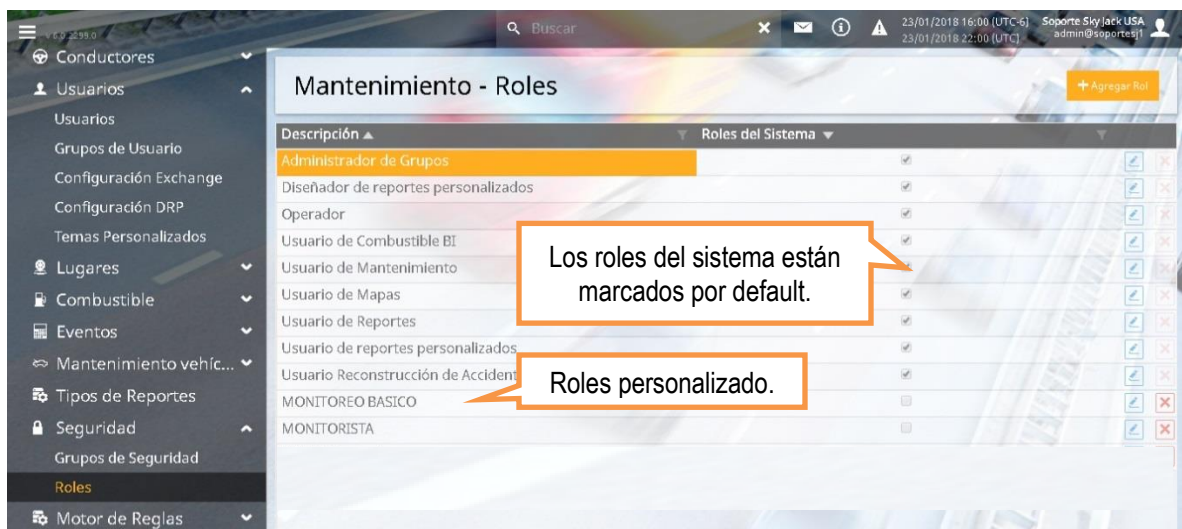 v 6.0.2299.0
Buscar
23/01/2018 16:00 (UTC-6)
23/01/2018 22:00 (UTC)
Soporte Sky Jack USA
admin@soportesj1
Conductores
Usuarios
Usuarios
Grupos de Usuario
Configuración Exchange
Configuración DRP
Temas Personalizados
Lugares
Combustible
Eventos
Mantenimiento vehíc...
Tipos de Reportes
Seguridad
Grupos de Seguridad
Roles
Motor de Reglas
Mantenimiento - Roles
+ Agregar Rol
Descripción Roles del Sistema
Administrador de Grupos
Diseñador de reportes personalizados
Operador
Usuario de Combustible BI
Usuario de Mantenimiento
Usuario de Mapas
Usuario de Reportes
Usuario de reportes personalizados
Usuario Reconstrucción de Accident
MONITOREO BASICO
MONITORISTA
Los roles del sistema están
marcados por default.
Roles personalizado.